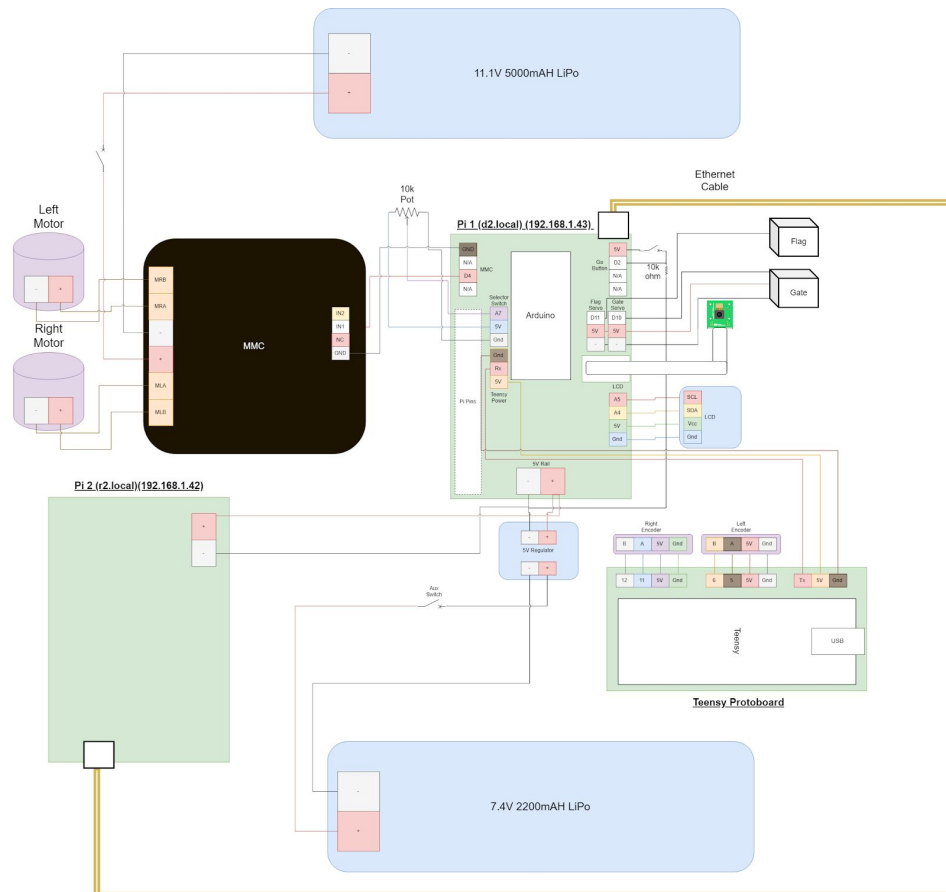 -
+
11.1V 5000mAH LiPo
Ethernet
Cable
10k
Pot
Left
Motor
-
+
Right
Motor
-
+
MRB
MRA
-
+
MLA
MLB
MMC
IN2
IN1
NC
GND
Pi 1 (d2.local) (192.168.1.43)
GND
N/A
D4
N/A
MMC
Selector
Switch
A7
5V
Gnd
Gnd
Rx
5V
Teensy
Power
Pi Pins
Arduino
5V
D2
N/A
N/A
Go
Button
10k
ohm
Flag
Servo
Gate
Servo
D11
5V
-
D10
5V
-
Flag
Gate
LCD
A5
A4
5V
Gnd
SCL
SDA
Vcc
Gnd
LCD
5V Rail
-
+
Pi 2 (r2.local)(192.168.1.42)
+
-
-
+
5V Regulator
-
+
Aux
Switch
Right
Encoder
B
A
5V
Gnd
Left
Encoder
B
A
5V
Gnd
12
11
5V
Gnd
6
5
5V
Gnd
Tx
5V
Gnd
Teensy
USB
Teensy Protoboard
-
+
7.4V 2200mAH LiPo